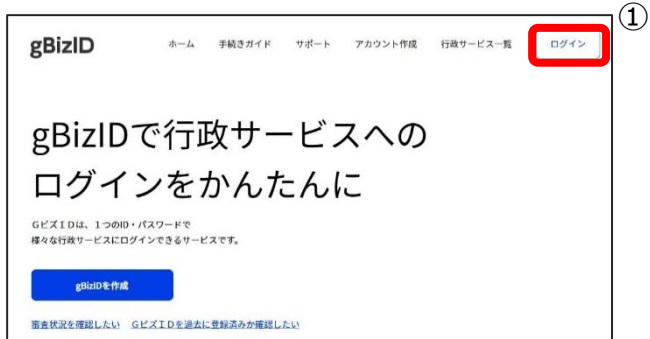 ①
gBizID ホーム 手続きガイド サポート アカウント作成 行政サービス一覧 ログイン
gBizIDで行政サービスへの
ログインをかんたんに
GビズIDは、1つのID・パスワードで
様々な行政サービスにログインできるサービスです。
gBizIDを作成
審査状況を確認したい GビズIDを過去に登録済みか確認したい